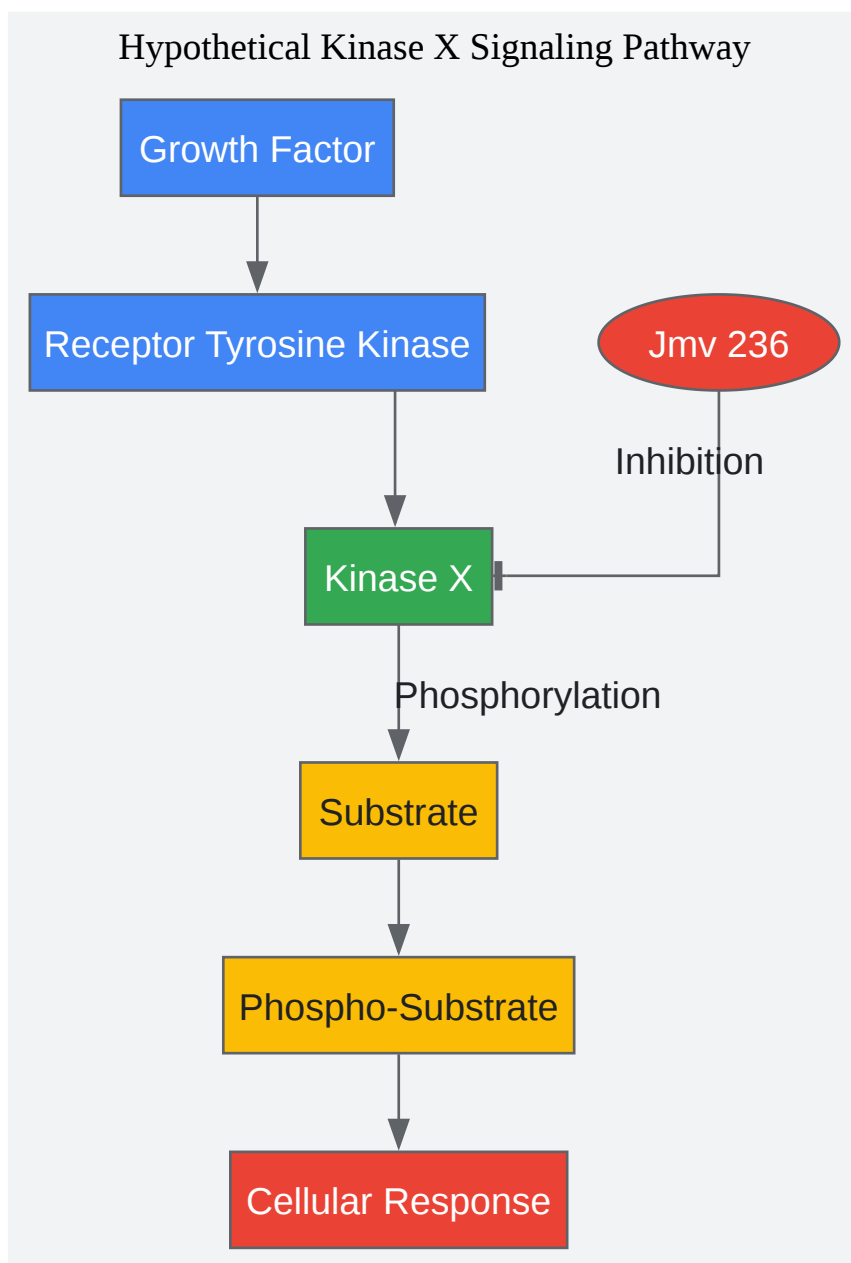 Hypothetical Kinase X Signaling Pathway
Growth Factor
Receptor Tyrosine Kinase
Jmv 236
Inhibition
Kinase X
Phosphorylation
Substrate
Phospho-Substrate
Cellular Response